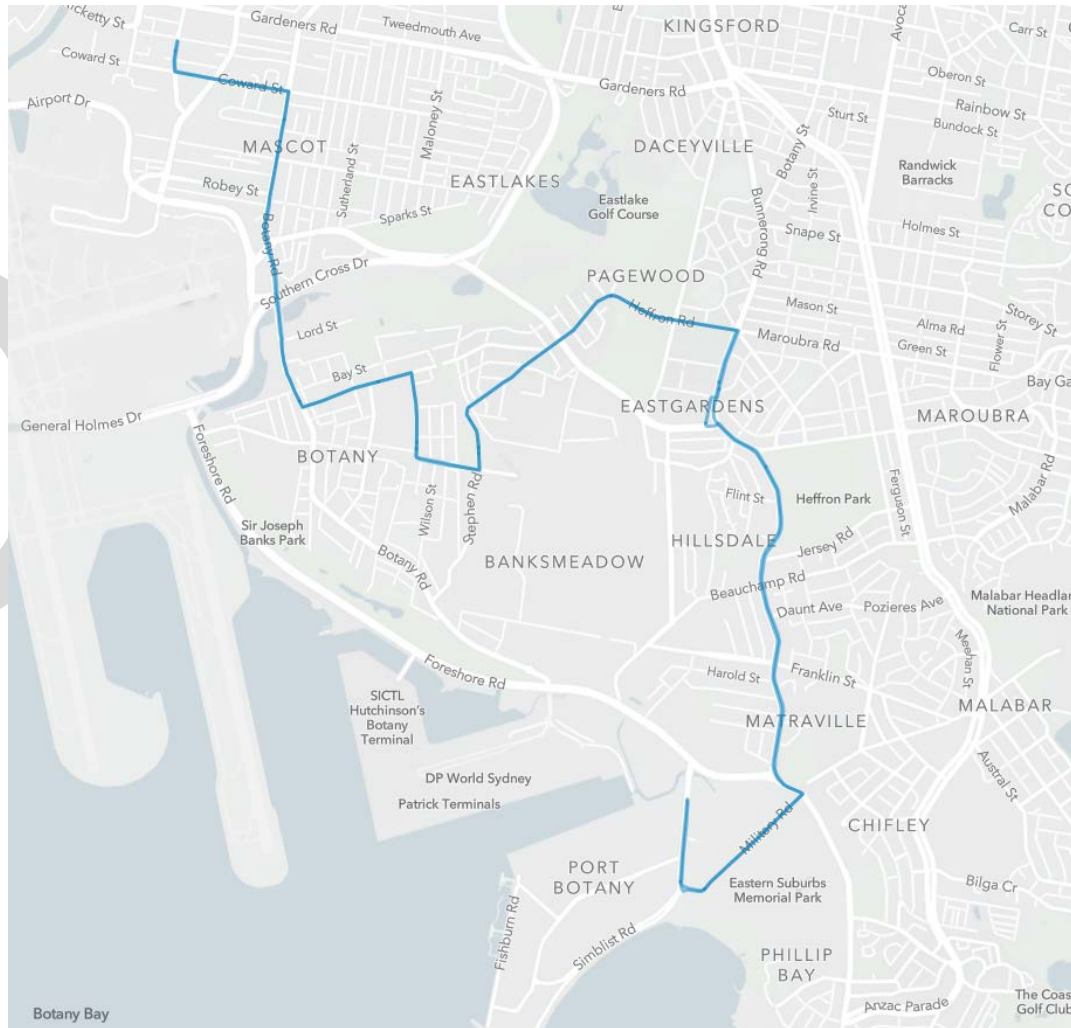 KINGSFORD
Gardeners Rd
Tweedmouth Ave
Carr St
Coward St
Coward St
Oberon St
Gardeners Rd
Rainbow St
Airport Dr
Maloney St
Sturt St
Bundock St
MASCOT
DACEYVILLE
Botany St
Randwick
Barracks
Sutherland St
EASTLAKES
Irvine St
Robey St
Eastlake
Golf Course
Sparks St
Bunnerong Rd
Holmes St
Snape St
Botany Rd
PAGEWOOD
Southern Cross Dr
Mason St
Storey St
Heffron Rd
Lord St
Alma Rd
Flower St
Maroubra Rd
Green St
Bay St
EASTGARDENS
MAROUBRA
General Holmes Dr
Foreshore Rd
BOTANY
Malabar Rd
Ferguson St
Flint St
Heffron Park
Wilson St
Stephen Rd
Sir Joseph
Banks Park
HILLSDALE
Jersey Rd
BANKSMEADOW
Botany Rd
Beauchamp Rd
Malabar Headlan
National Park
Daunt Ave
Pozieres Ave
Meehan St
Foreshore Rd
Harold St
Franklin St
SICTL
Hutchinson's
Botany
Terminal
MALABAR
MATRAVILLE
DP World Sydney
Austral St
Patrick Terminals
Military Rd
CHIFLEY
PORT
BOTANY
Eastern Suburbs
Memorial Park
Bilga Cr
Fishburn Rd
Simblist Rd
PHILLIP
BAY
The Coas
Golf Club
Anzac Parade
Botany Bay